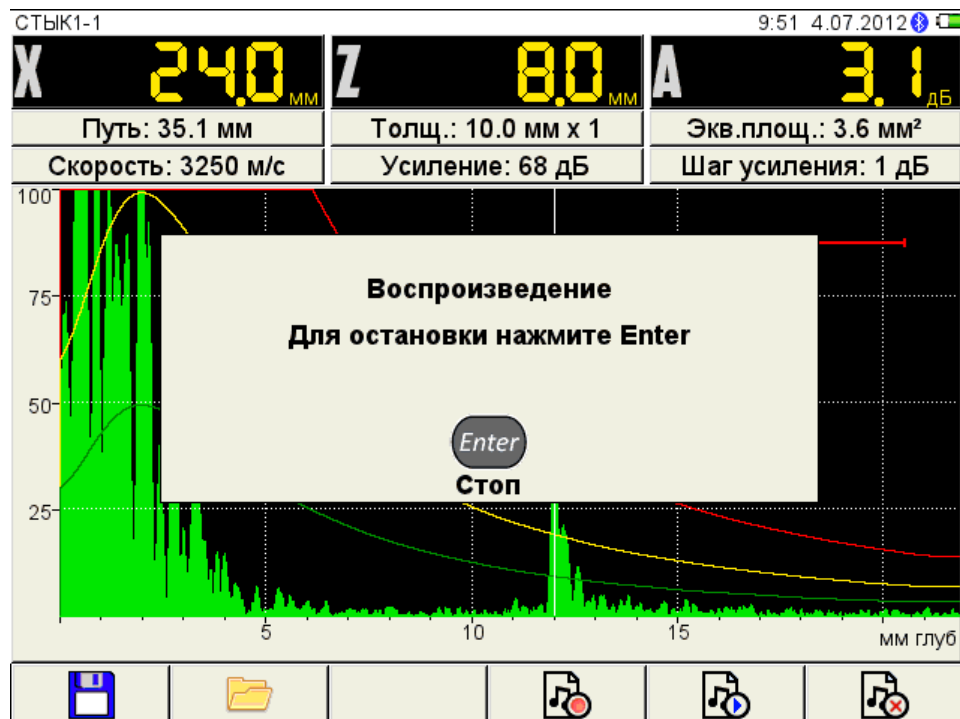 СТЫК1-1 9:51 4.07.2012
X 24.0 мм Z 8.0 мм A 3.1 дБ
Путь: 35.1 мм Толщ.: 10.0 мм x 1 Экв.площ.: 3.6 мм²
Скорость: 3250 м/с Усиление: 68 дБ Шаг усиления: 1 дБ
100
75
50
25
Воспроизведение
Для остановки нажмите Enter
Enter
Стоп
5 10 15 мм глуб